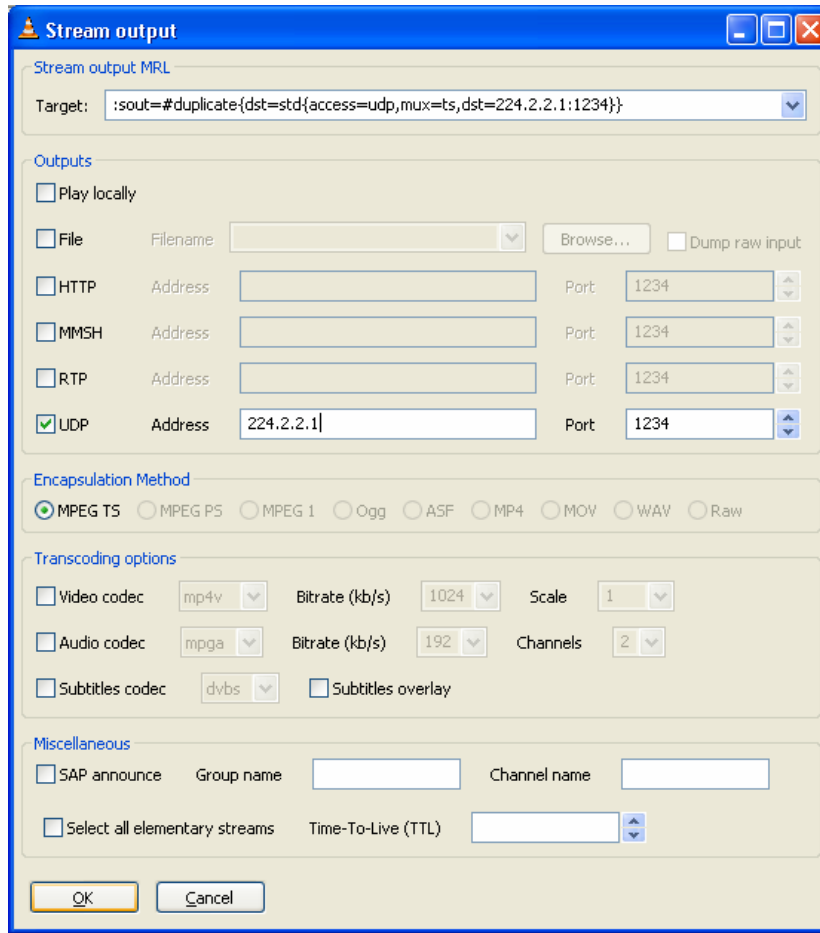 Stream output
Stream output MRL
Target: :sout=#duplicate{dst=std{access=udp,mux=ts,dst=224.2.2.1:1234}}
Outputs
Play locally
File Filename Browse... Dump raw input
HTTP Address Port 1234
MMSH Address Port 1234
RTP Address Port 1234
UDP Address 224.2.2.1 Port 1234
Encapsulation Method
MPEG TS MPEG PS MPEG 1 Ogg ASF MP4 MOV WAV Raw
Transcoding options
Video codec mp4v Bitrate (kb/s) 1024 Scale 1
Audio codec mpga Bitrate (kb/s) 192 Channels 2
Subtitles codec dvbs Subtitles overlay
Miscellaneous
SAP announce Group name Channel name
Select all elementary streams Time-To-Live (TTL)
OK Cancel